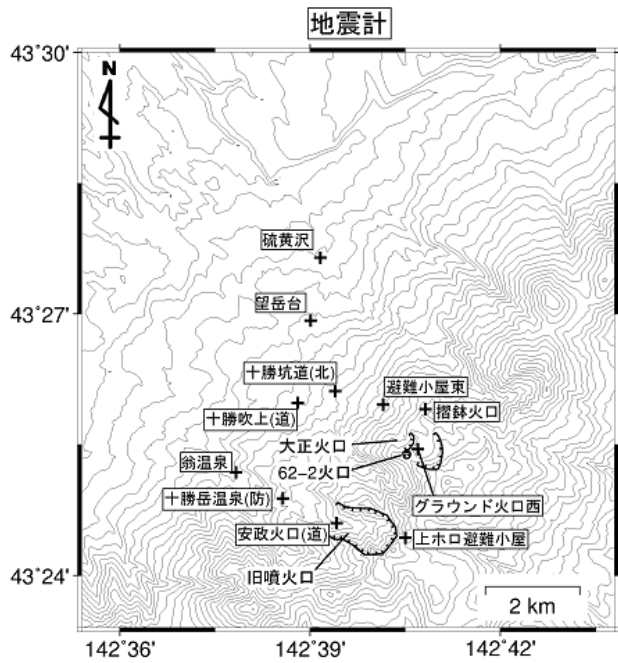 地震計
43°30'
N
硫黄沢
望岳台
43°27'
十勝坑道(北)
避難小屋東
摺鉢火口
十勝吹上(道)
大正火口
翁温泉
62-2火口
十勝岳温泉(防)
グラウンド火口西
安政火口(道)
上ホロ避難小屋
旧噴火口
43°24'
2 km
142°36'
142°39'
142°42'